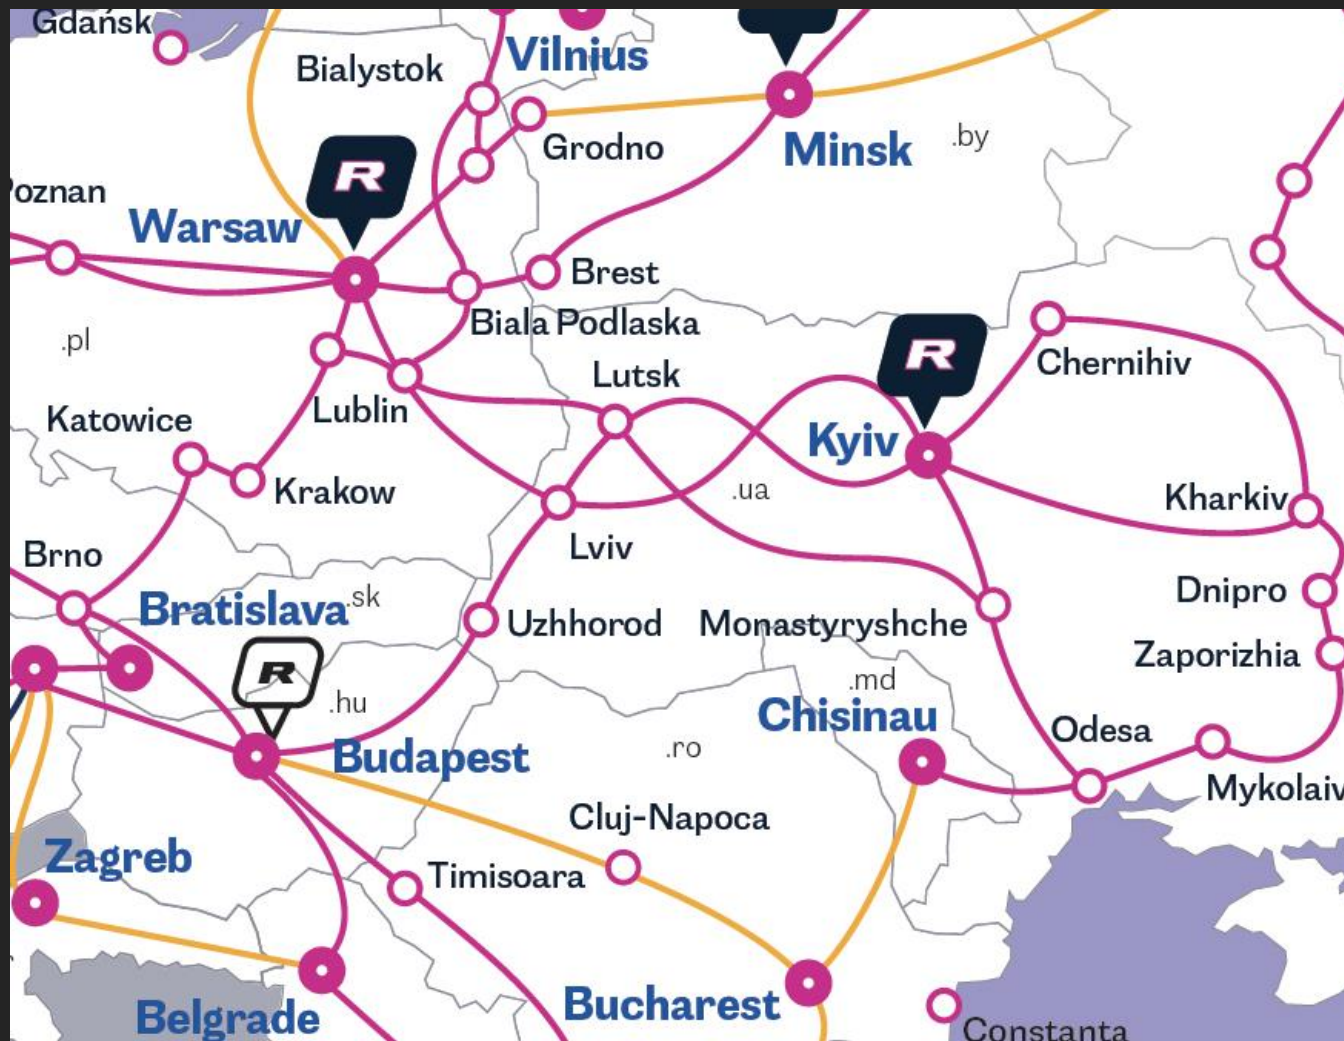 Gdańsk
Bialystok
Vilnius
Grodno
Minsk
.by
R
oznan
Warsaw
Brest
Biala Podlaska
.pl
R
Chernihiv
Lutsk
Lublin
Katowice
Kyiv
Krakow
.ua
Kharkiv
Lviv
Brno
Bratislava
.sk
Uzhhorod
Monastyryshche
Dnipro
Zaporizhia
R
.hu
.md
Chisinau
Budapest
.ro
Odesa
Mykolaiv
Cluj-Napoca
Zagreb
Timisoara
Belgrade
Bucharest
Constanta